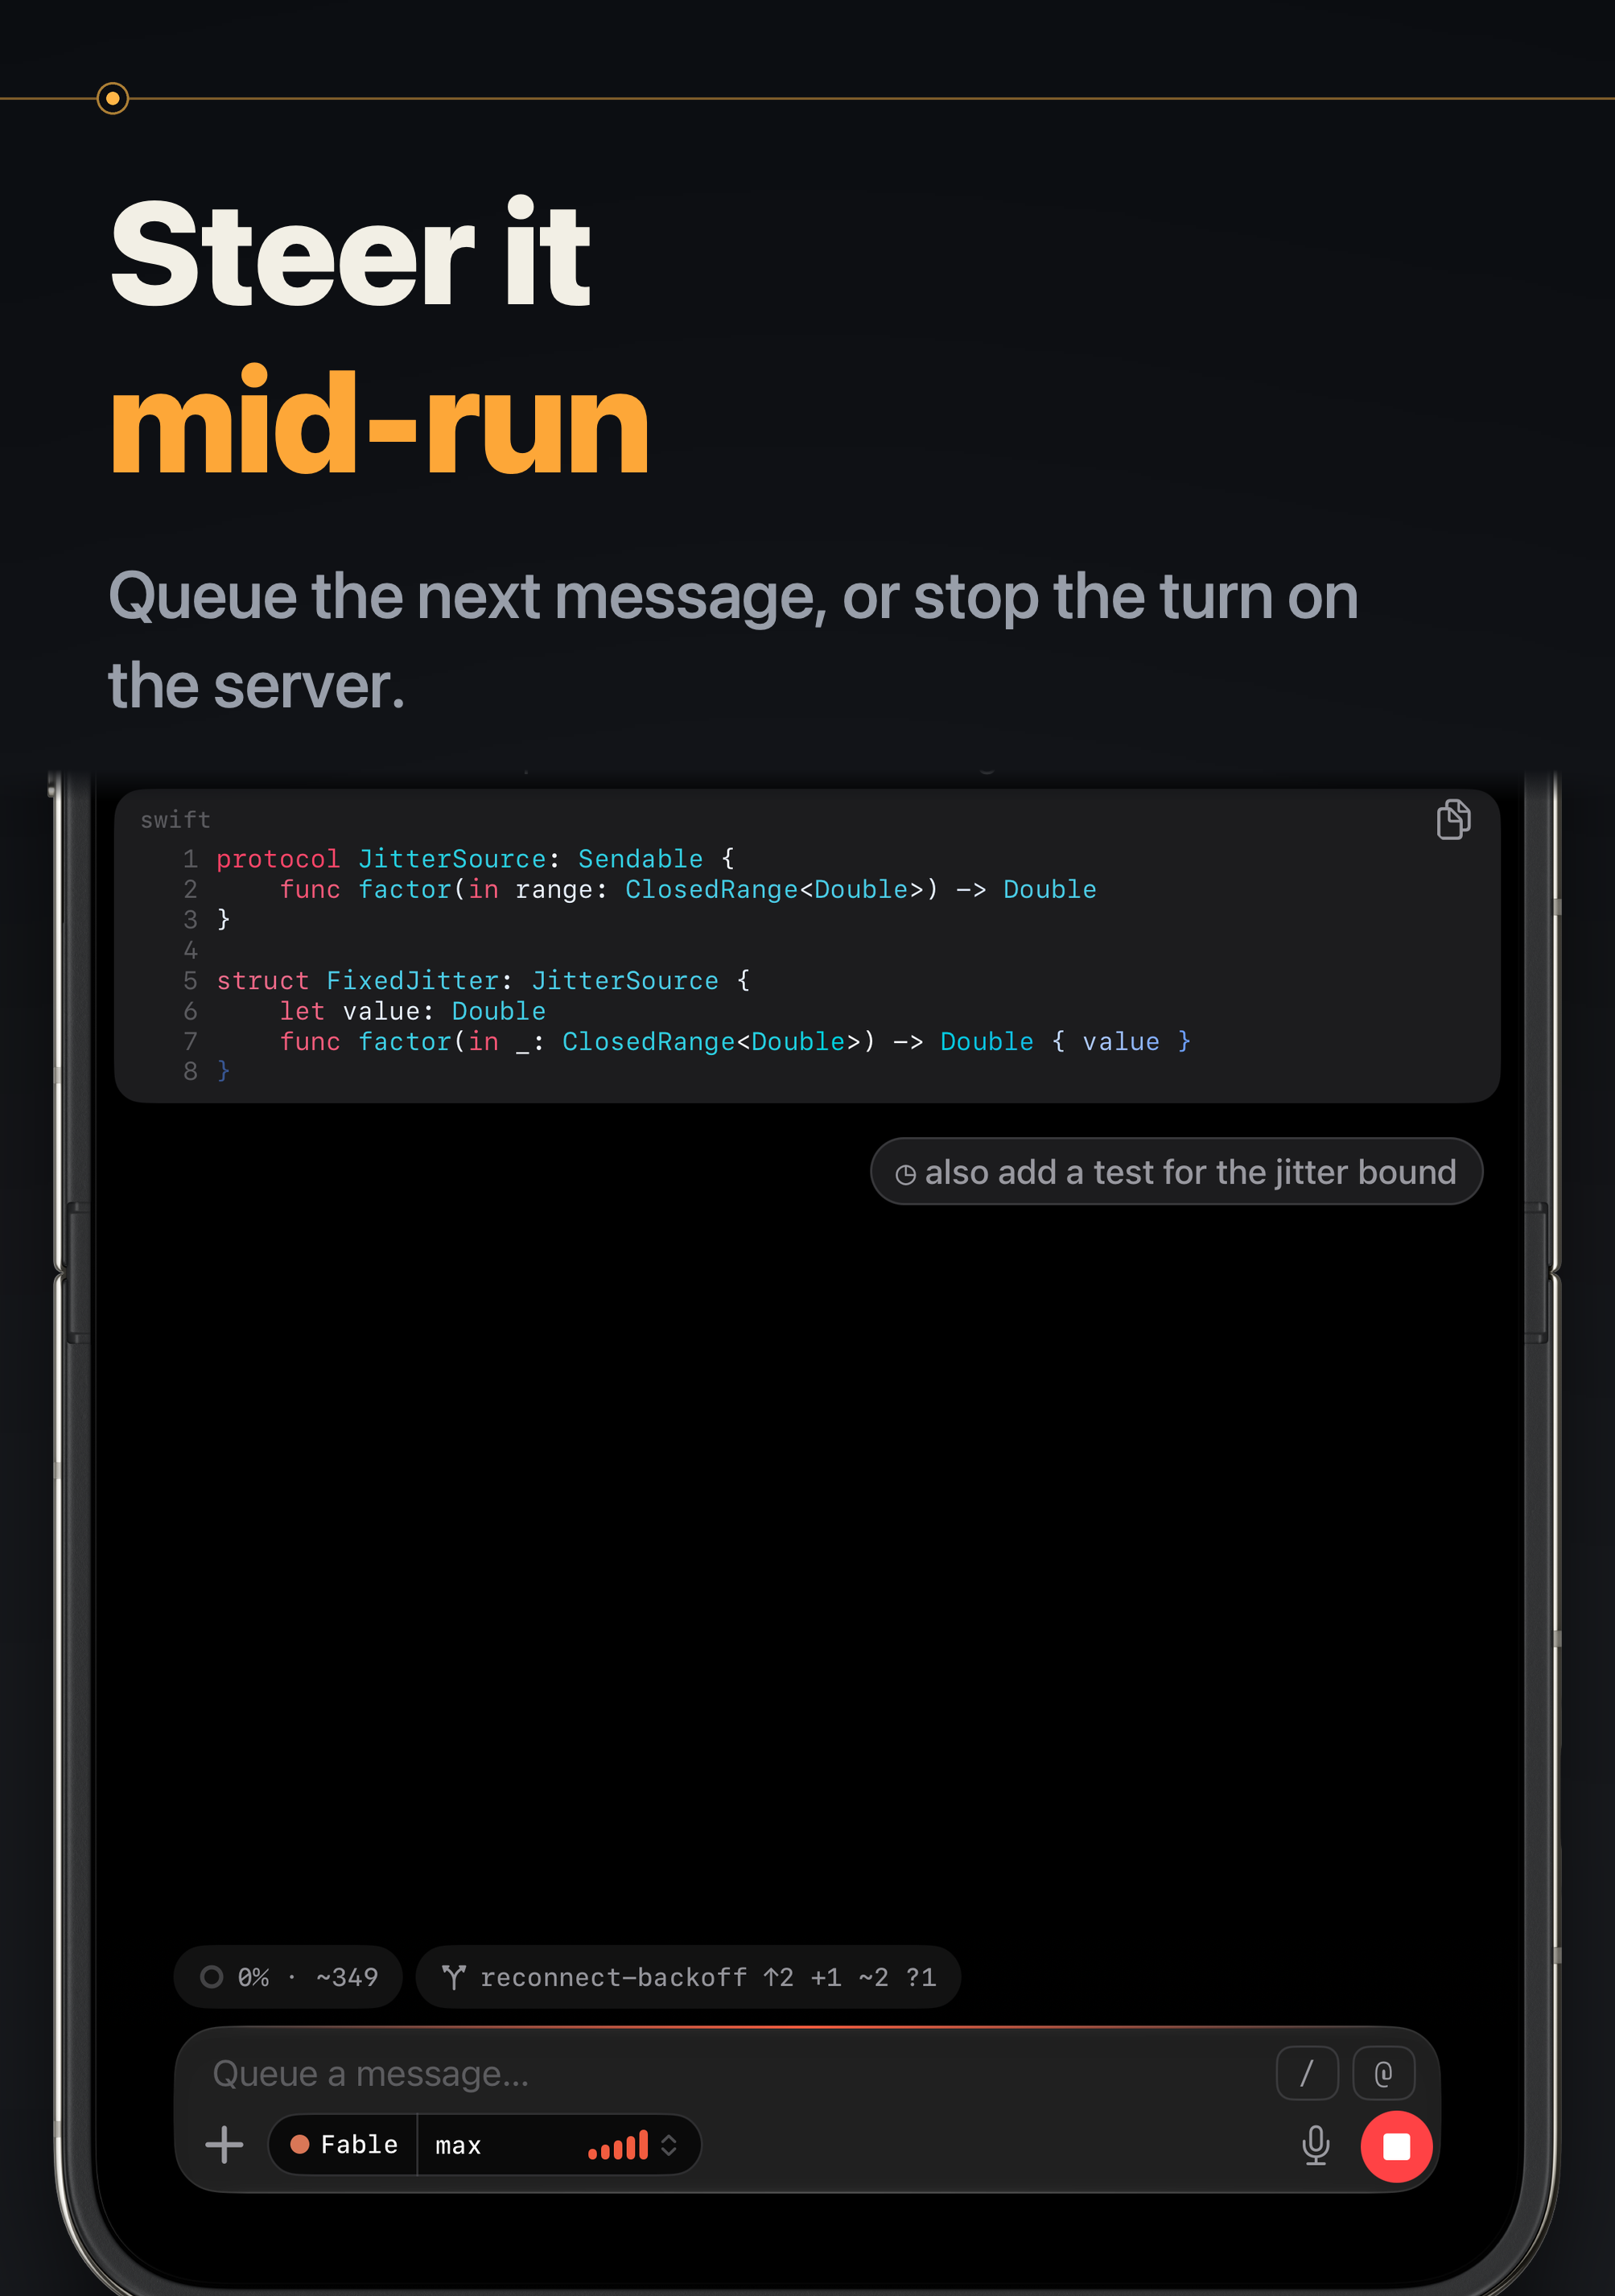 Steer it
mid-run
Queue the next message, or stop the turn on
the server.
swift
1 protocol JitterSource: Sendable {
2     func factor(in range: ClosedRange<Double>) -> Double
3 }
4
5 struct FixedJitter: JitterSource {
6     let value: Double
7     func factor(in _: ClosedRange<Double>) -> Double { value }
8 }
also add a test for the jitter bound
0% · ~349
reconnect-backoff ↑2 +1 ~2 ?1
Queue a message...
/ @
Fable max